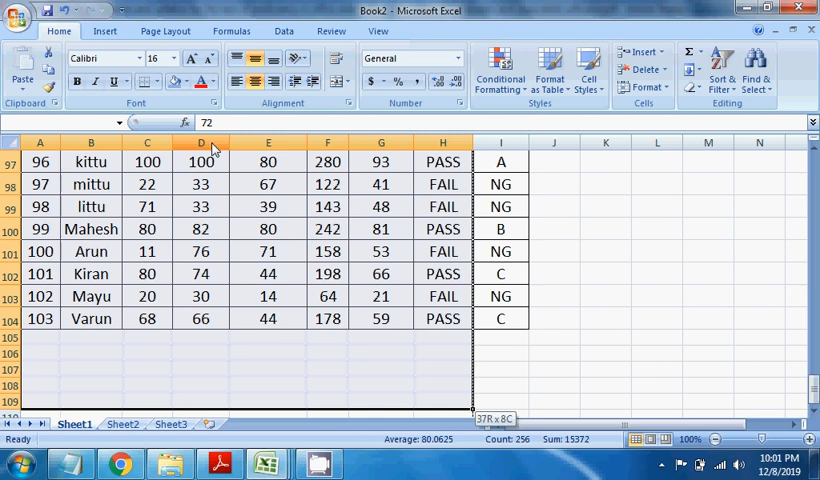 Book2 - Microsoft Excel
Home Insert Page Layout Formulas Data Review View
Paste
Calibri 16 A A
B I U A
General
$ % ,
Conditional Formatting
Format as Table
Cell Styles
Insert
Delete
Format
Σ
Sort & Filter
Find & Select
Clipboard Font Alignment Number Styles Cells Editing
fx 72
A B C D E F G H I J K L M N
97 96 kittu 100 100 80 280 93 PASS A
98 97 mittu 22 33 67 122 41 FAIL NG
99 98 littu 71 33 39 143 48 FAIL NG
100 99 Mahesh 80 82 80 242 81 PASS B
101 100 Arun 11 76 71 158 53 FAIL NG
102 101 Kiran 80 74 44 198 66 PASS C
103 102 Mayu 20 30 14 64 21 FAIL NG
104 103 Varun 68 66 44 178 59 PASS C
105
106
107
108
109
37R x 8C
Sheet1 Sheet2 Sheet3
Ready Average: 80.0625 Count: 256 Sum: 15372 100%
10:01 PM
12/8/2019